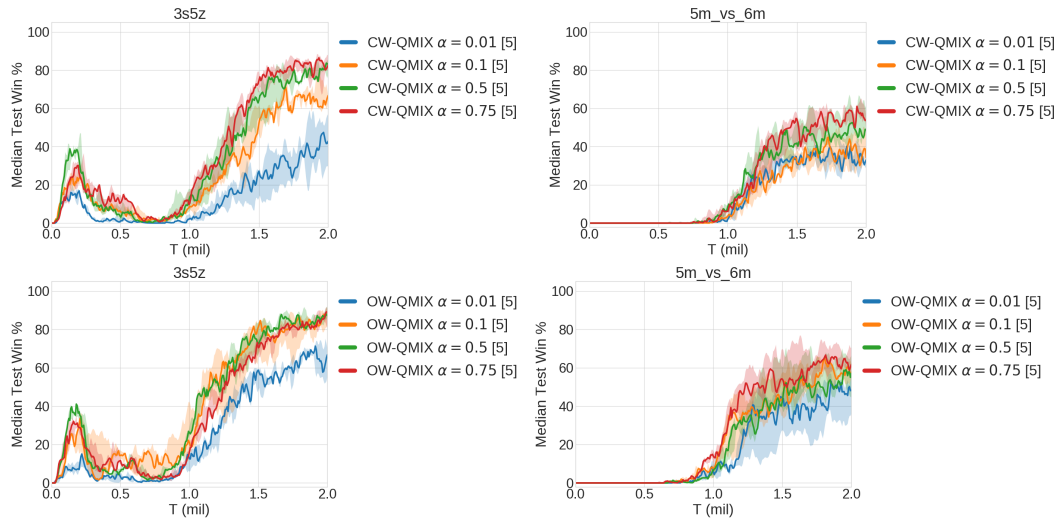 3s5z
100
80
60
40
20
0
Median Test Win %
0.0 0.5 1.0 1.5 2.0
T (mil)
CW-QMIX α = 0.01 [5]
CW-QMIX α = 0.1 [5]
CW-QMIX α = 0.5 [5]
CW-QMIX α = 0.75 [5]
5m_vs_6m
100
80
60
40
20
0
Median Test Win %
0.0 0.5 1.0 1.5 2.0
T (mil)
CW-QMIX α = 0.01 [5]
CW-QMIX α = 0.1 [5]
CW-QMIX α = 0.5 [5]
CW-QMIX α = 0.75 [5]
3s5z
100
80
60
40
20
0
Median Test Win %
0.0 0.5 1.0 1.5 2.0
T (mil)
OW-QMIX α = 0.01 [5]
OW-QMIX α = 0.1 [5]
OW-QMIX α = 0.5 [5]
OW-QMIX α = 0.75 [5]
5m_vs_6m
100
80
60
40
20
0
Median Test Win %
0.0 0.5 1.0 1.5 2.0
T (mil)
OW-QMIX α = 0.01 [5]
OW-QMIX α = 0.1 [5]
OW-QMIX α = 0.5 [5]
OW-QMIX α = 0.75 [5]